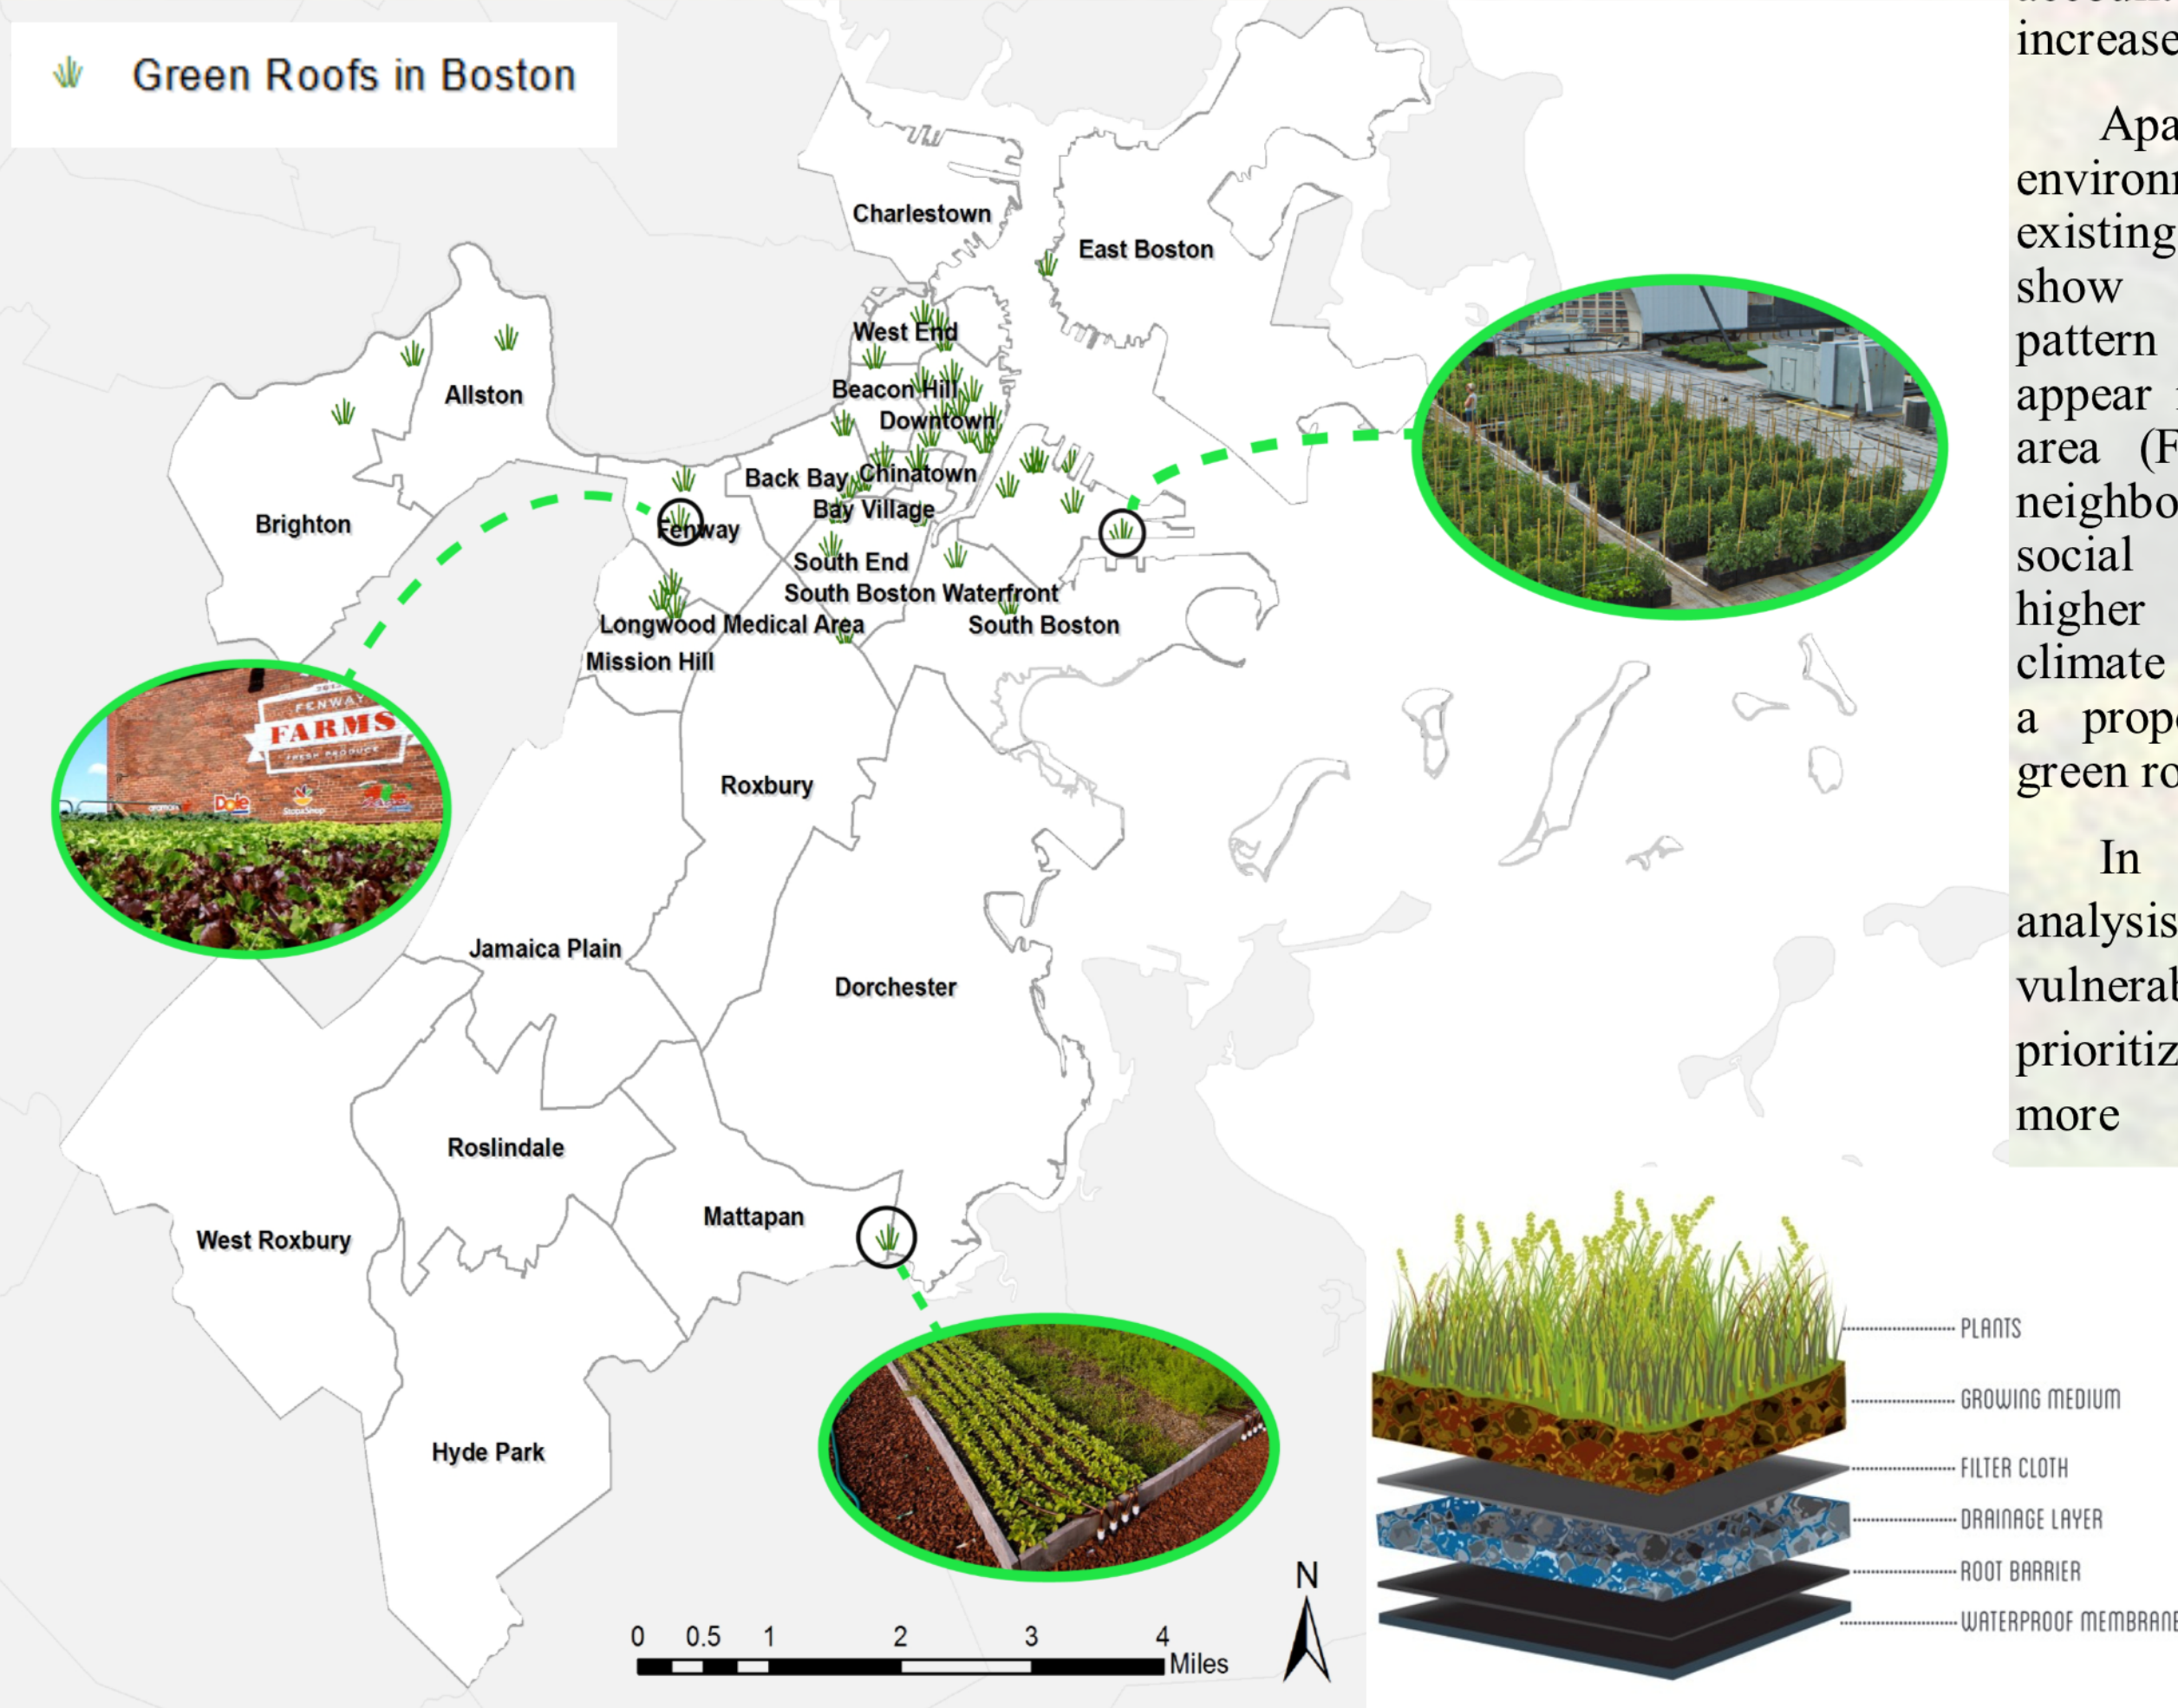 Green Roofs in Boston
Charlestown
East Boston
West End
Allston
Beacon Hill
Downtown
Back Bay
Chinatown
Bay Village
Brighton
Fenway
South End
South Boston Waterfront
Longwood Medical Area
South Boston
Mission Hill
FENWAY
FARMS
FRESH PRODUCE
Dole
Stop&Shop
Roxbury
Jamaica Plain
Dorchester
Roslindale
Mattapan
West Roxbury
Hyde Park
0 0.5 1 2 3 4
Miles
N
increase
Apa
environ
existing
show
pattern
appear
area (F
neighbo
social
higher
climate
a prop
green ro
In
analysis
vulnerab
prioritiz
more
PLANTS
GROWING MEDIUM
FILTER CLOTH
DRAINAGE LAYER
ROOT BARRIER
WATERPROOF MEMBRANE